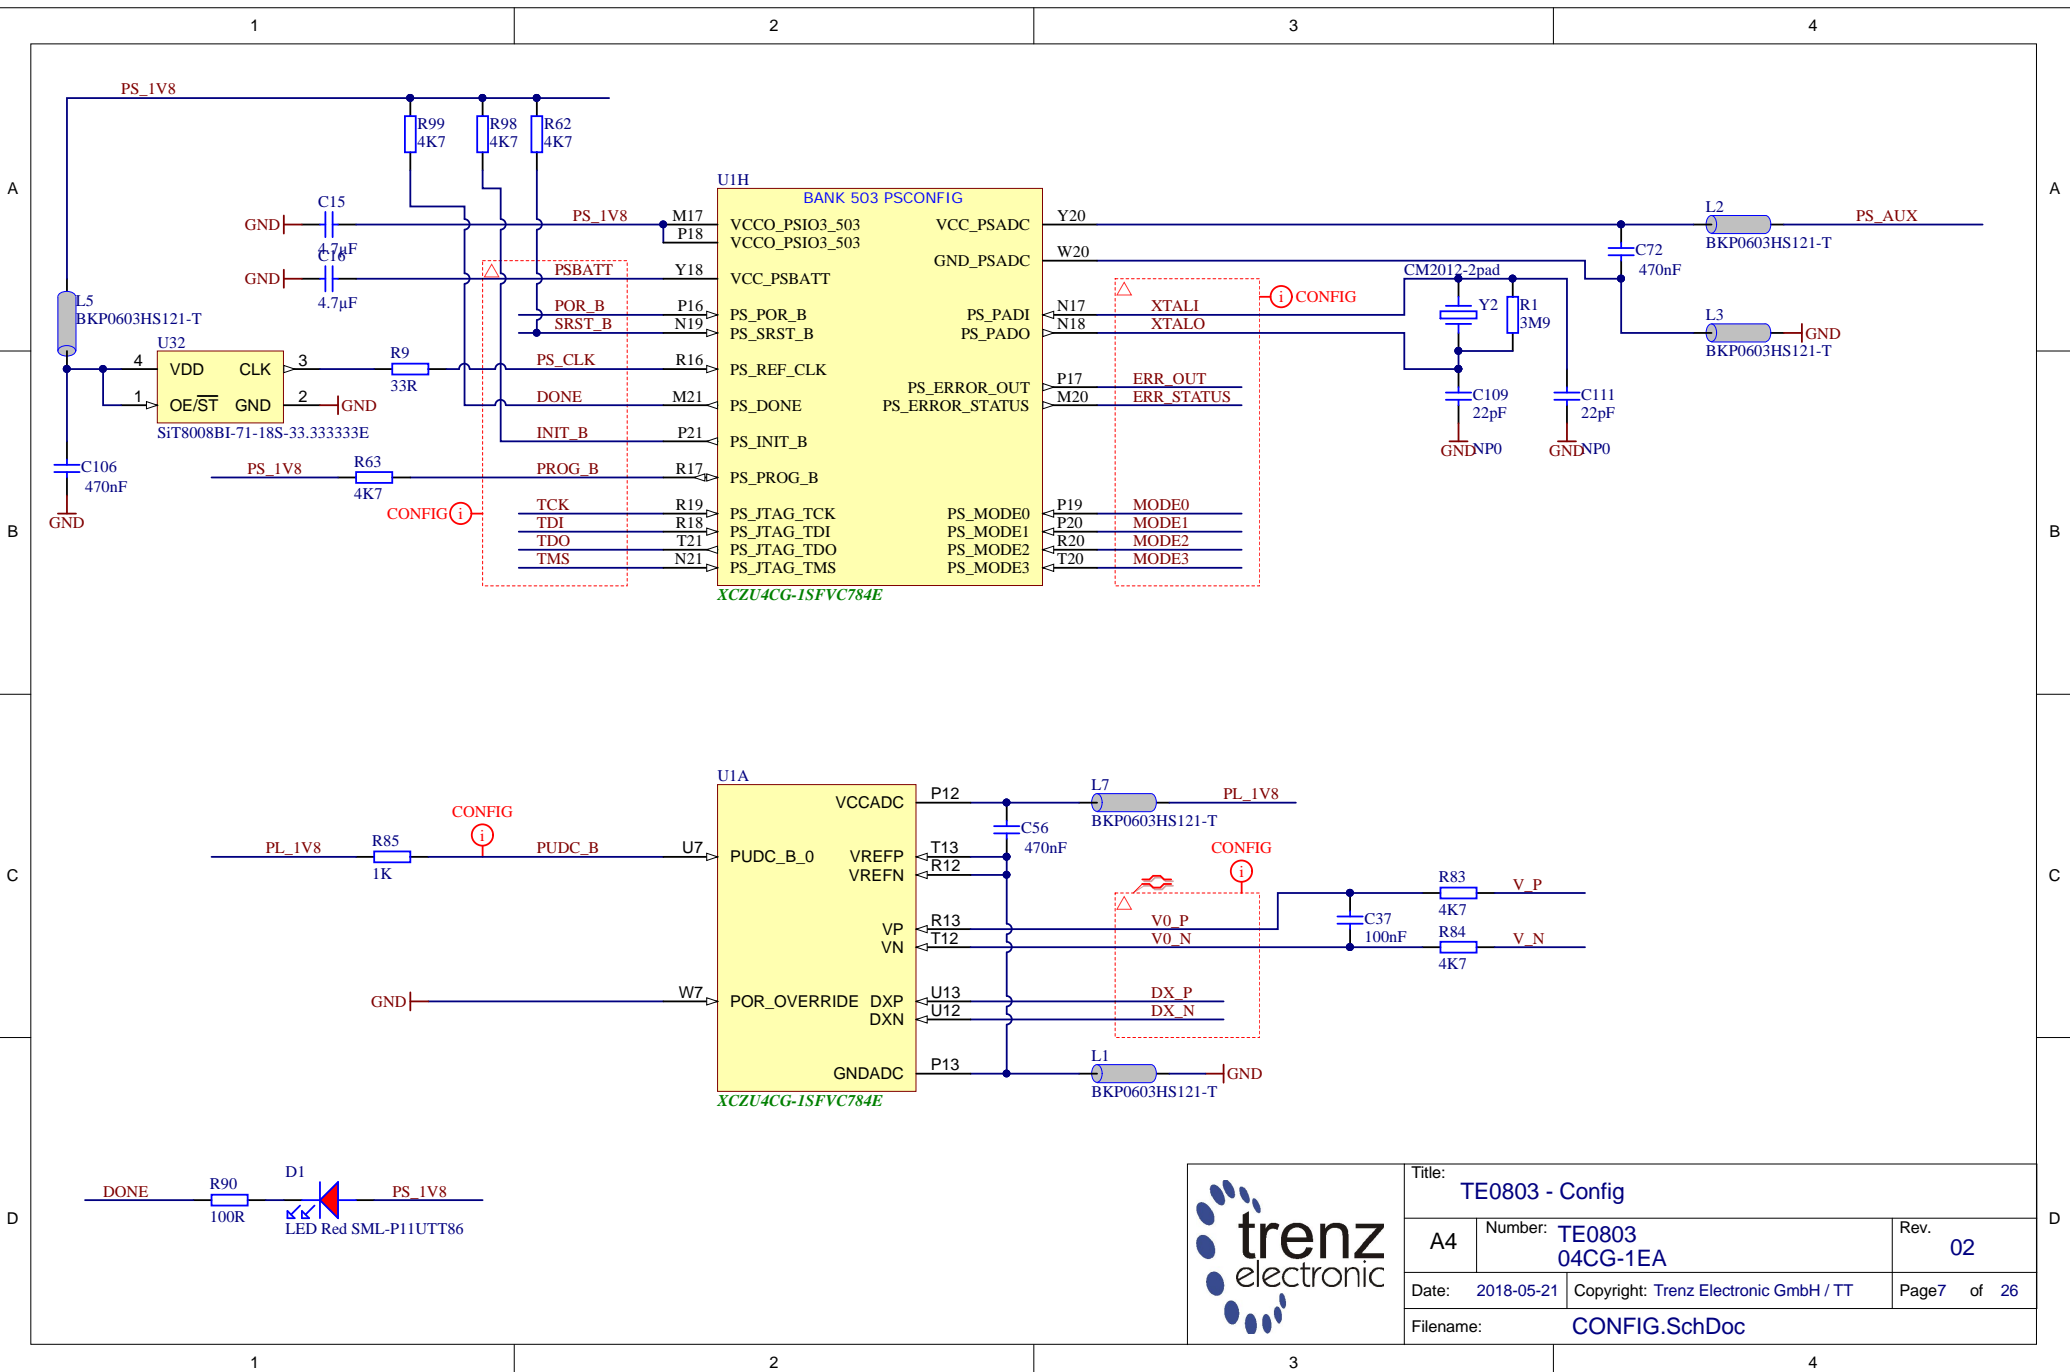 1 2 3 4
PS_1V8
R99
4K7
R98
4K7
R62
4K7
A
A
U1H
BANK 503 PSCONFIG
C15
GND
4.7µF
PS_1V8
M17
VCCO_PSIO3_503
P18
VCCO_PSIO3_503
C16
GND
4.7µF
PSBATT
Y18
VCC_PSBATT
POR_B
P16
PS_POR_B
SRST_B
N19
PS_SRST_B
L5
BKP0603HS121-T
U32
4
VDD
CLK
3
1
OE/ST
GND
2
GND
SiT8008BI-71-18S-33.333333E
R9
33R
PS_CLK
R16
PS_REF_CLK
DONE
M21
PS_DONE
INIT_B
P21
PS_INIT_B
C106
470nF
GND
PS_1V8
R63
4K7
PROG_B
R17
PS_PROG_B
CONFIG
i
TCK
R19
PS_JTAG_TCK
TDI
R18
PS_JTAG_TDI
TDO
T21
PS_JTAG_TDO
TMS
N21
PS_JTAG_TMS
XCZU4CG-1SFVC784E
VCC_PSADC
Y20
GND_PSADC
W20
PS_PADI
N17
XTALI
PS_PADO
N18
XTALO
PS_ERROR_OUT
P17
ERR_OUT
PS_ERROR_STATUS
M20
ERR_STATUS
PS_MODE0
P19
MODE0
PS_MODE1
P20
MODE1
PS_MODE2
R20
MODE2
PS_MODE3
T20
MODE3
i
CONFIG
CM2012-2pad
Y2
R1
3M9
C109
22pF
GND
NP0
C111
22pF
GND
NP0
L2
BKP0603HS121-T
PS_AUX
C72
470nF
L3
BKP0603HS121-T
GND
B
B
U1A
PL_1V8
R85
1K
CONFIG
i
PUDC_B
U7
PUDC_B_0
GND
W7
POR_OVERRIDE
VCCADC
P12
VREFP
T13
VREFN
R12
VP
R13
V0_P
VN
T12
V0_N
DXP
U13
DX_P
DXN
U12
DX_N
GNDADC
P13
XCZU4CG-1SFVC784E
L7
BKP0603HS121-T
PL_1V8
C56
470nF
CONFIG
i
C37
100nF
R83
4K7
V_P
R84
4K7
V_N
L1
BKP0603HS121-T
GND
C
C
DONE
R90
100R
D1
LED Red SML-P11UTT86
PS_1V8
D
D
trenz
electronic
Title:
TE0803 - Config
A4
Number: TE0803
04CG-1EA
Rev.
02
Date: 2018-05-21
Copyright: Trenz Electronic GmbH / TT
Page7 of 26
Filename:
CONFIG.SchDoc
1 2 3 4